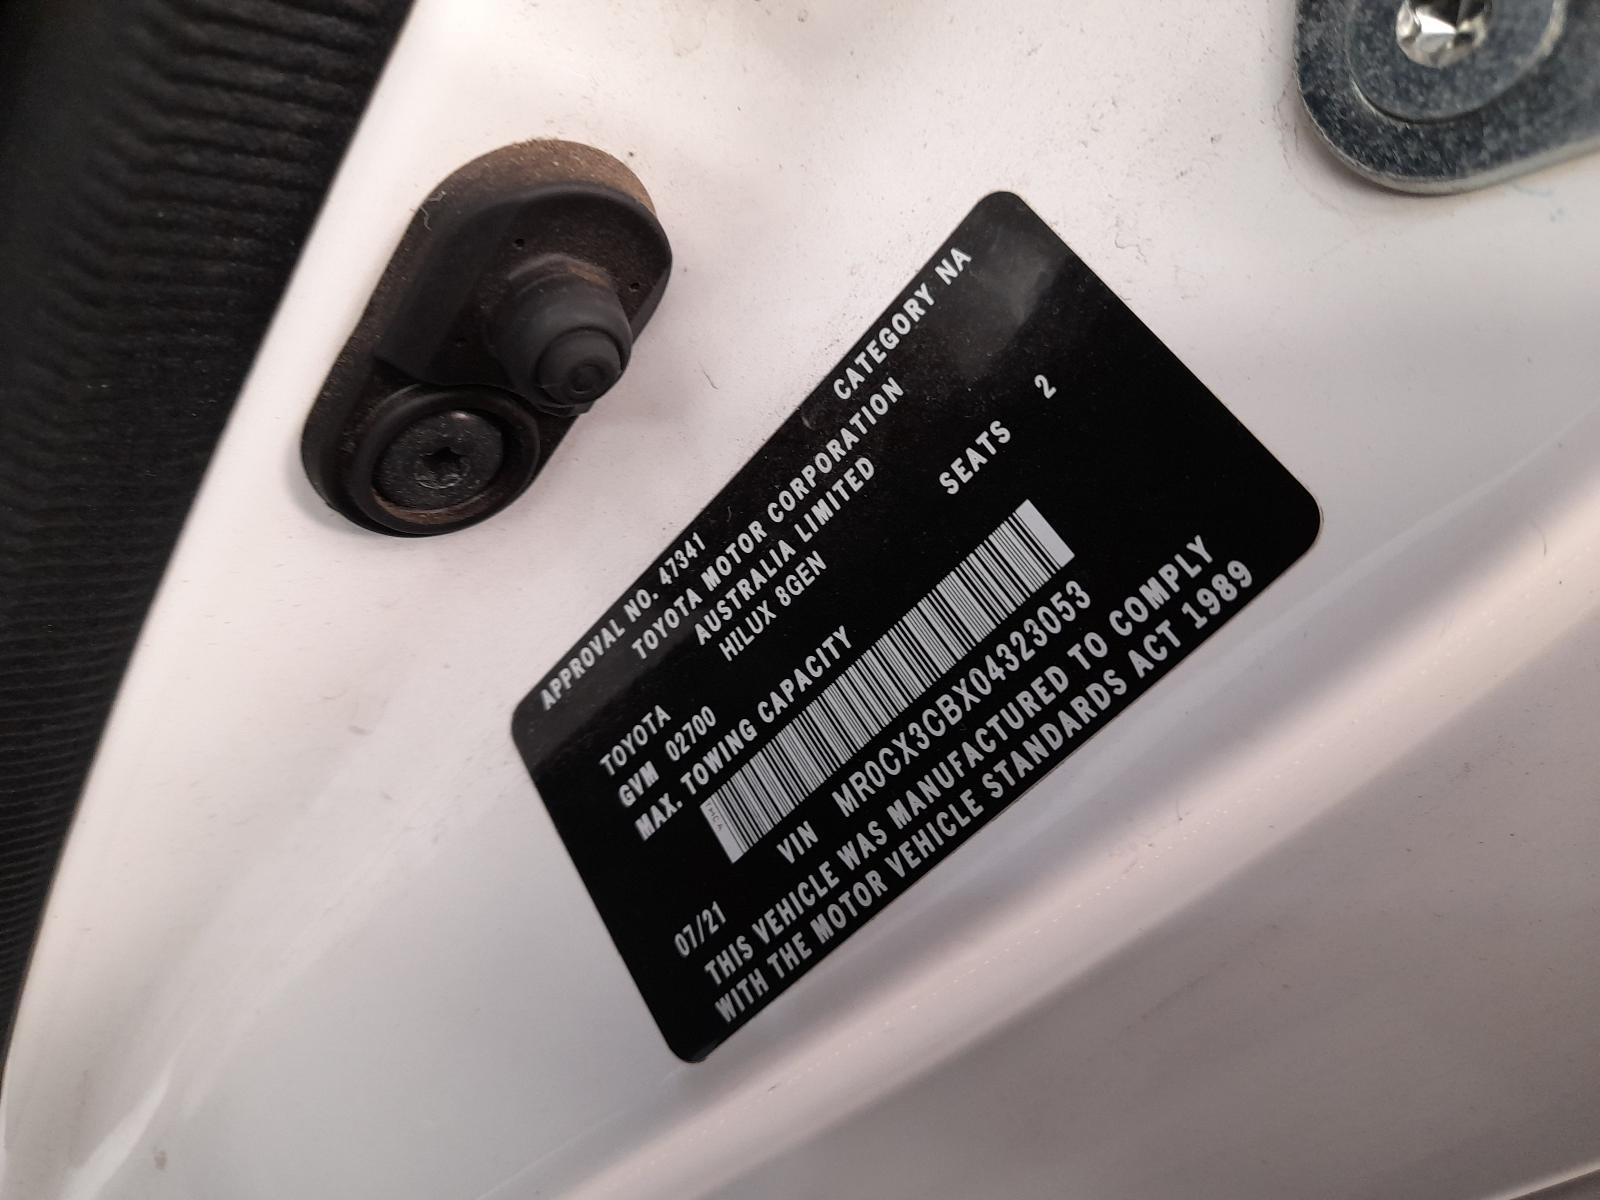 APPROVAL NO. 47341 CATEGORY NA
TOYOTA MOTOR CORPORATION
AUSTRALIA LIMITED
TOYOTA HILUX 8GEN
GVM 02700 SEATS 2
MAX. TOWING CAPACITY
VIN MR0CX3CBX04323053
07/21
THIS VEHICLE WAS MANUFACTURED TO COMPLY
WITH THE MOTOR VEHICLE STANDARDS ACT 1989